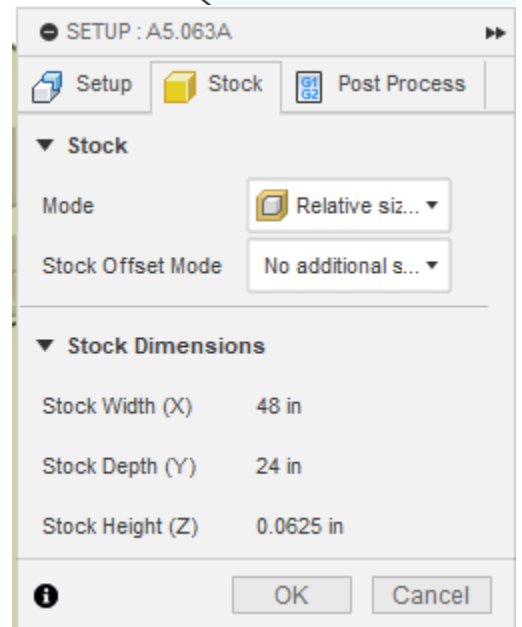 SETUP : A5.063A
Setup Stock G1 G2 Post Process
Stock
Mode Relative siz...
Stock Offset Mode No additional s...
Stock Dimensions
Stock Width (X) 48 in
Stock Depth (Y) 24 in
Stock Height (Z) 0.0625 in
OK Cancel